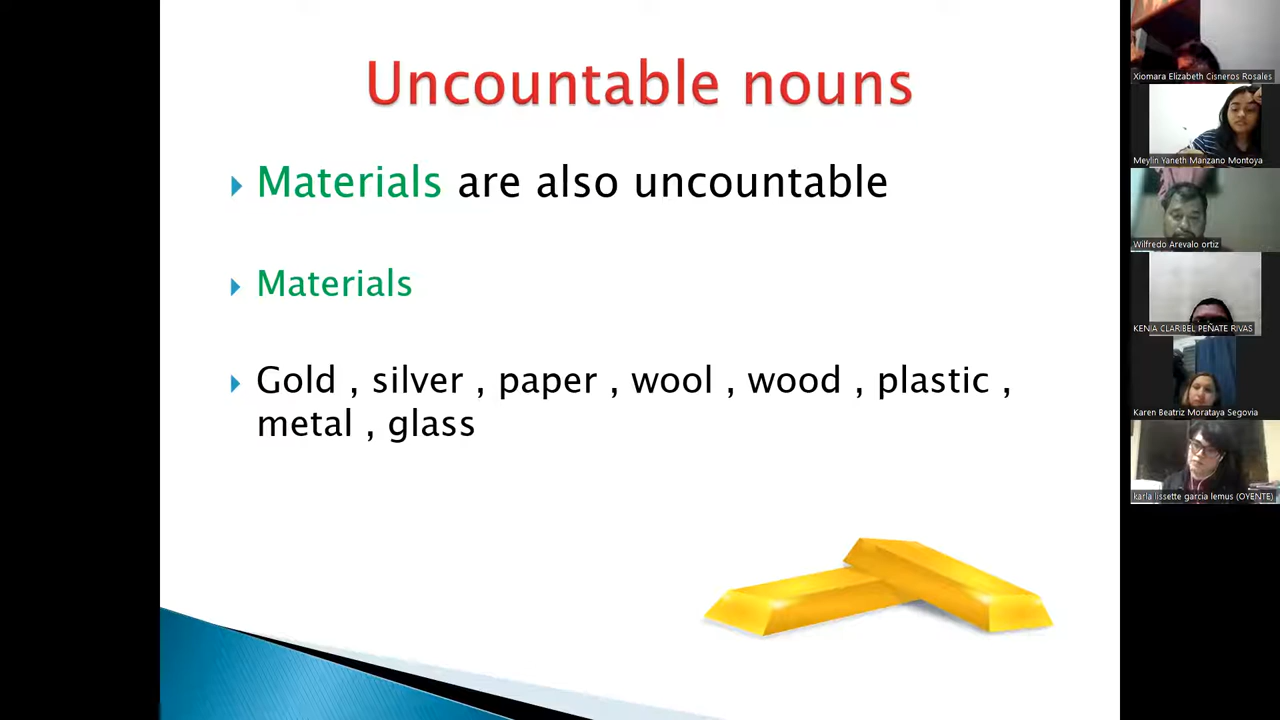 Uncountable nouns
Materials are also uncountable
Materials
Gold , silver , paper , wool , wood , plastic ,
metal , glass
Xiomara Elizabeth Cisneros Rosales
Meylin Yaneth Manzano Montoya
Wilfredo Arevalo ortiz
KENIA CLARIBEL PEÑATE RIVAS
Karen Beatriz Morataya Segovia
karla lissette garcia lemus (OYENTE)